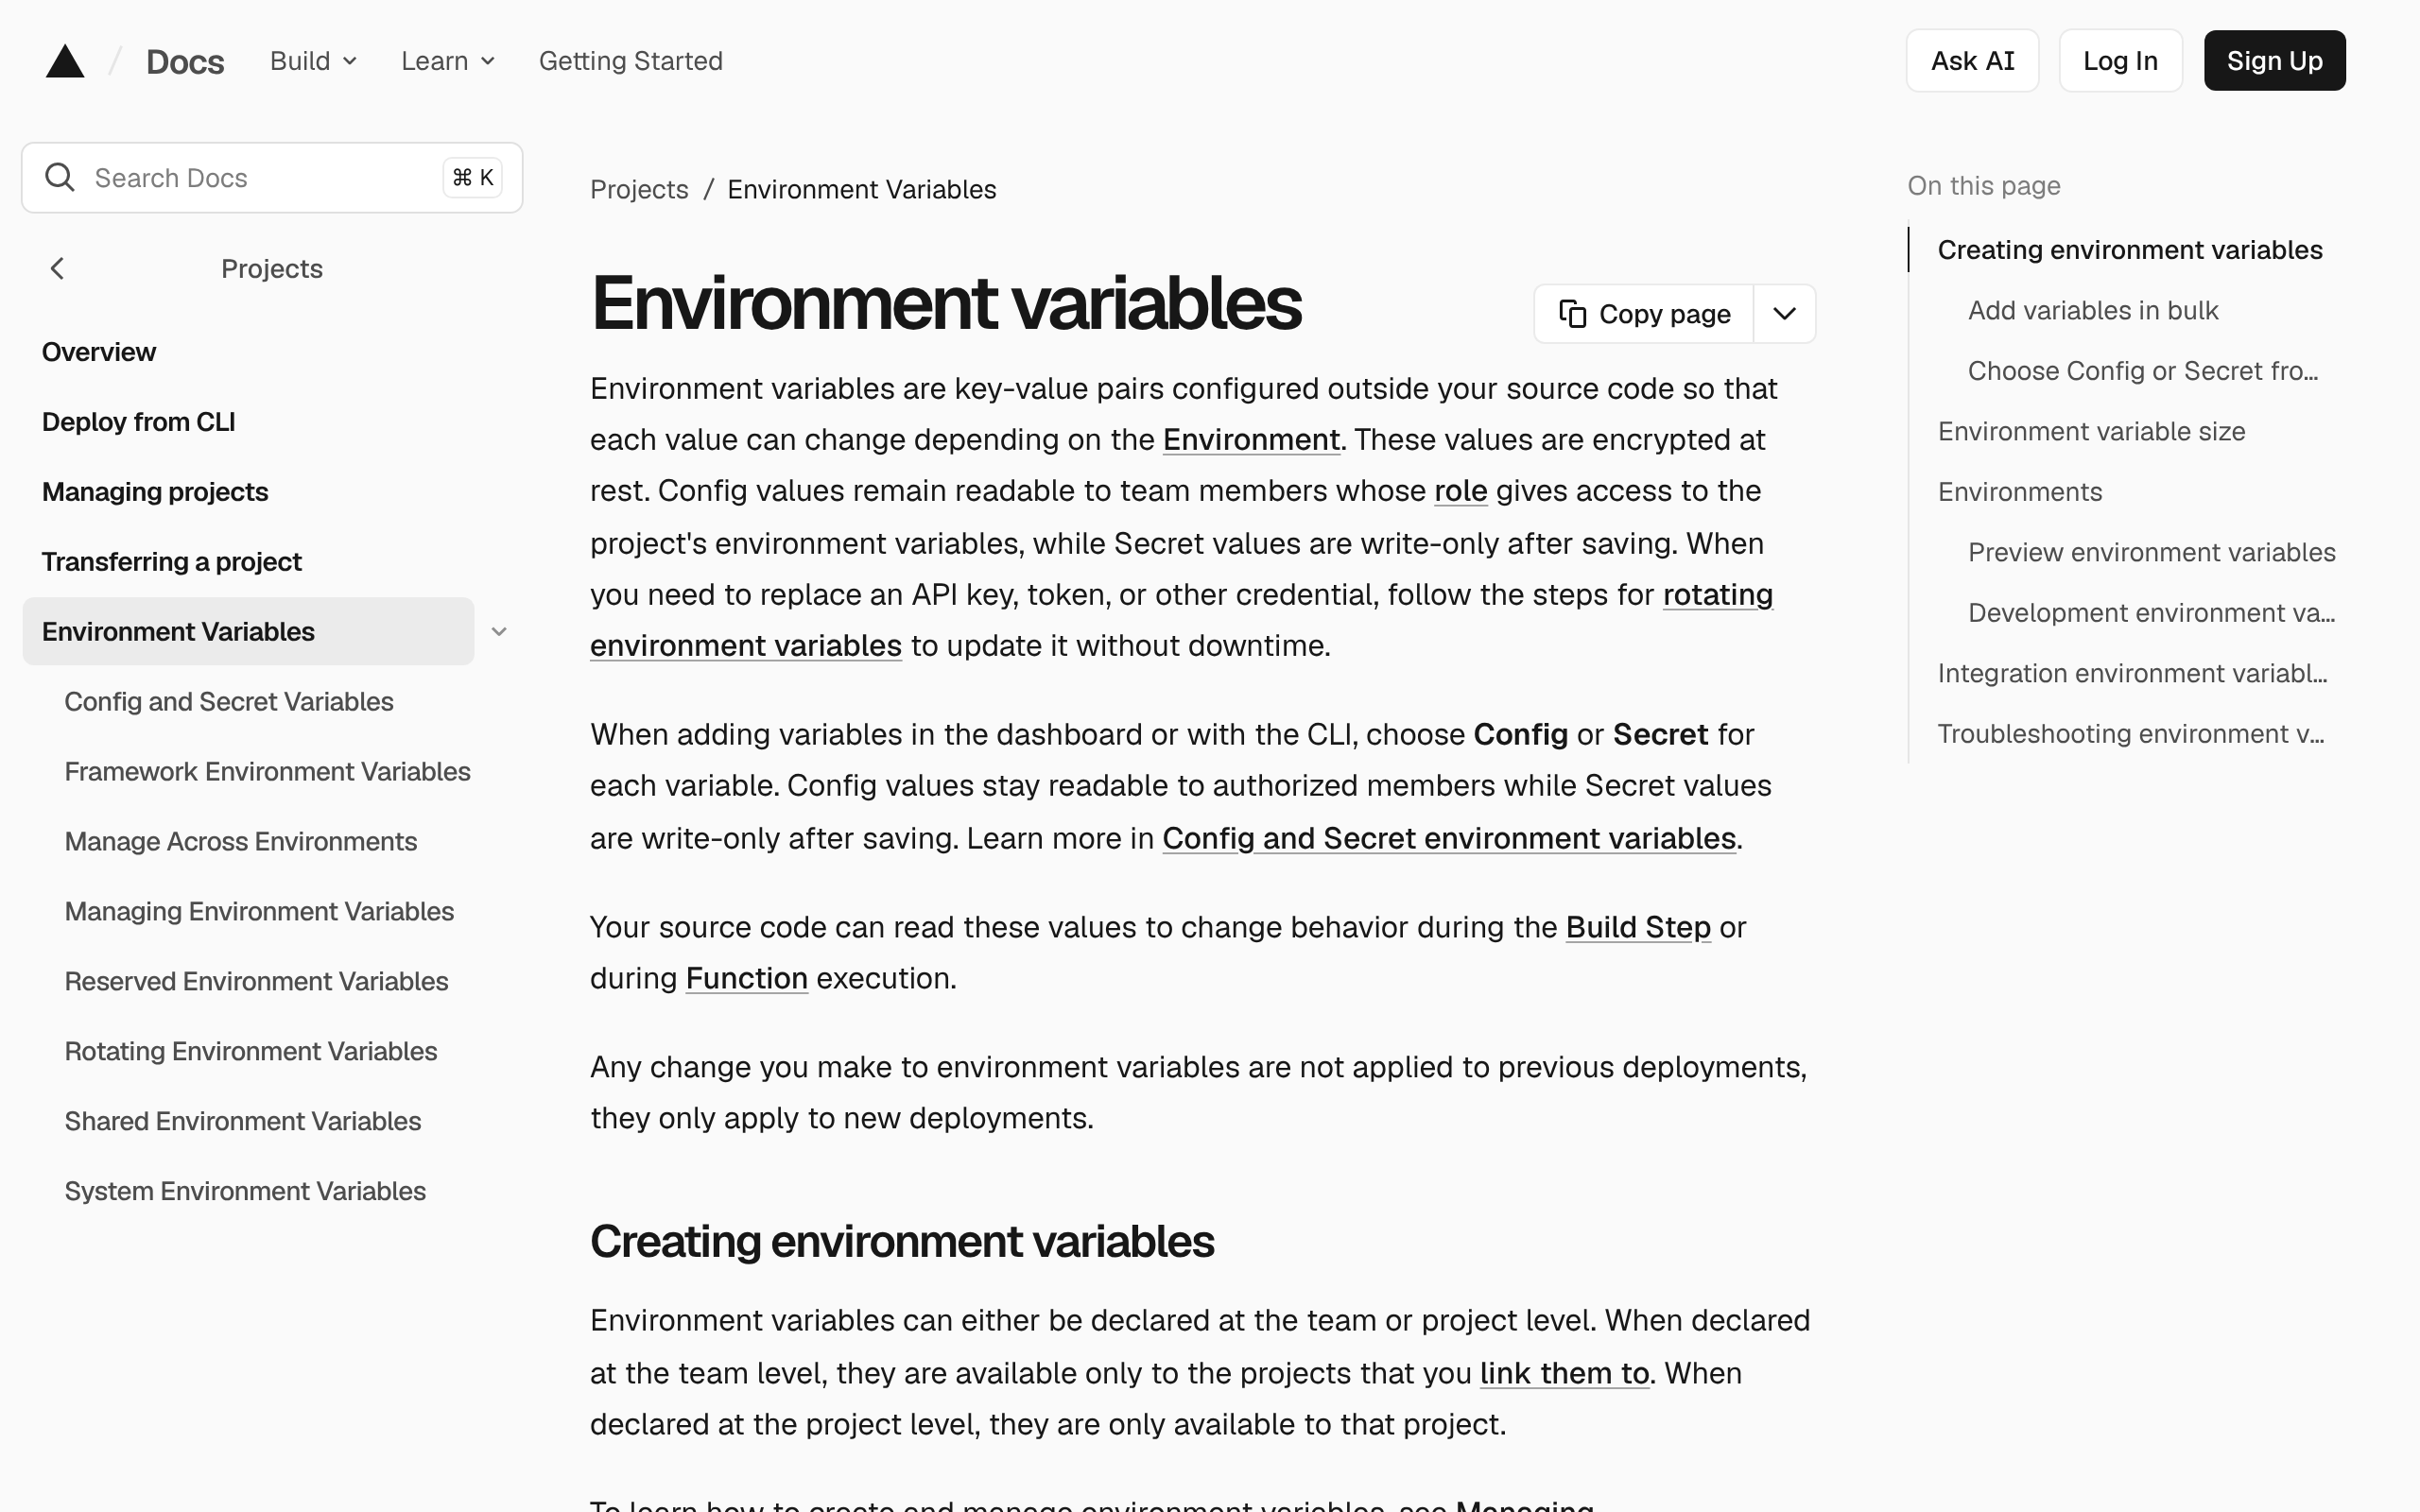 Docs
Build
Learn
Getting Started
Ask AI
Log In
Sign Up
Search Docs
⌘ K
Projects
Overview
Deploy from CLI
Managing projects
Transferring a project
Environment Variables
Config and Secret Variables
Framework Environment Variables
Manage Across Environments
Managing Environment Variables
Reserved Environment Variables
Rotating Environment Variables
Shared Environment Variables
System Environment Variables
Projects / Environment Variables
Environment variables
Copy page
Environment variables are key-value pairs configured outside your source code so that
each value can change depending on the Environment. These values are encrypted at
rest. Config values remain readable to team members whose role gives access to the
project's environment variables, while Secret values are write-only after saving. When
you need to replace an API key, token, or other credential, follow the steps for rotating
environment variables to update it without downtime.
When adding variables in the dashboard or with the CLI, choose Config or Secret for
each variable. Config values stay readable to authorized members while Secret values
are write-only after saving. Learn more in Config and Secret environment variables.
Your source code can read these values to change behavior during the Build Step or
during Function execution.
Any change you make to environment variables are not applied to previous deployments,
they only apply to new deployments.
Creating environment variables
Environment variables can either be declared at the team or project level. When declared
at the team level, they are available only to the projects that you link them to. When
declared at the project level, they are only available to that project.
To learn how to create and manage environment variables, see Managing
On this page
Creating environment variables
Add variables in bulk
Choose Config or Secret fro...
Environment variable size
Environments
Preview environment variables
Development environment va...
Integration environment variabl...
Troubleshooting environment v...